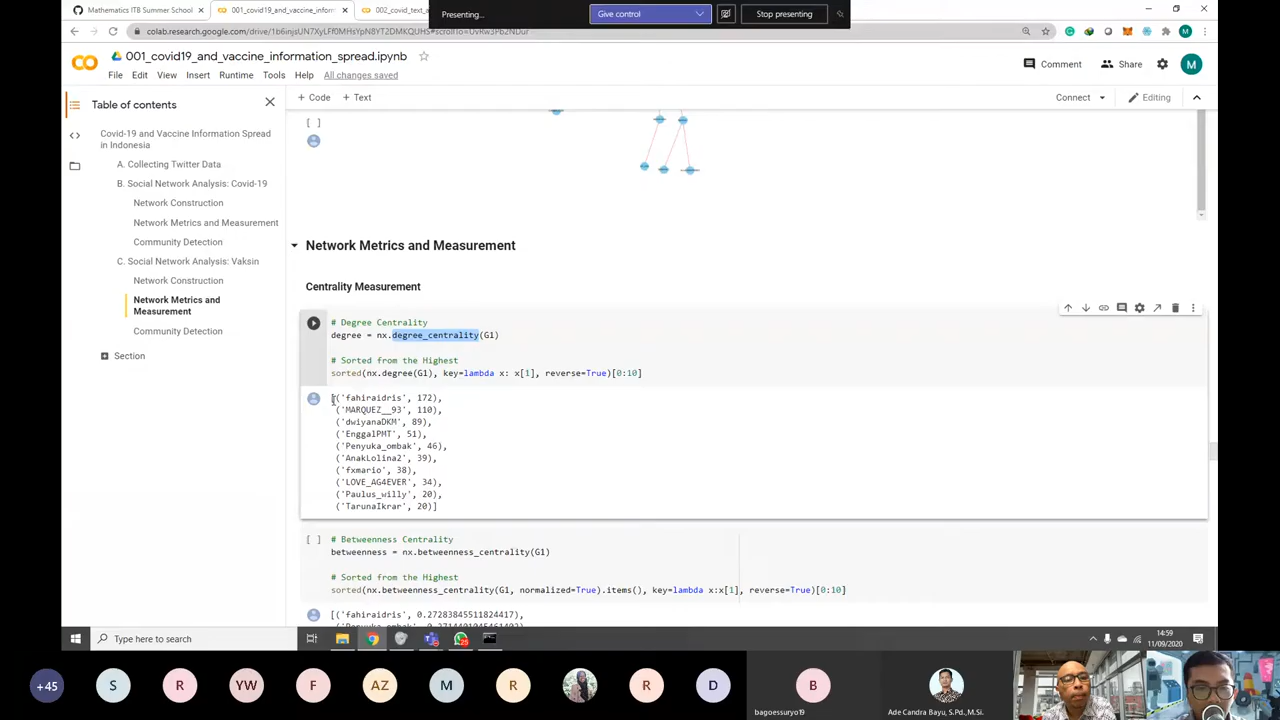 Presenting...
Give control
Stop presenting
Mathematics ITB Summer School
001_covid19_and_vaccine_inform
002_covid_text_a
001_covid19_and_vaccine_information_spread.ipynb
File Edit View Insert Runtime Tools Help All changes saved
Comment
Share
M
+ Code + Text
Connect
Editing
Table of contents
Covid-19 and Vaccine Information Spread
in Indonesia
A. Collecting Twitter Data
B. Social Network Analysis: Covid-19
Network Construction
Network Metrics and Measurement
Community Detection
C. Social Network Analysis: Vaksin
Network Construction
Network Metrics and
Measurement
Community Detection
Section
[ ]
Network Metrics and Measurement
Centrality Measurement
# Degree Centrality
degree = nx.degree_centrality(G1)
# Sorted from the Highest
sorted(nx.degree(G1), key=lambda x: x[1], reverse=True)[0:10]
[('fahiraidris', 172),
('MARQUEZ__93', 110),
('dwiyanaDKM', 89),
('EnggalPMT', 51),
('Penyuka_ombak', 46),
('AnakLolina2', 39),
('fxmario', 38),
('LOVE_AG4EVER', 34),
('Paulus_willy', 20),
('TarunaIkrar', 20)]
[ ]
# Betweenness Centrality
betweenness = nx.betweenness_centrality(G1)
# Sorted from the Highest
sorted(nx.betweenness_centrality(G1, normalized=True).items(), key=lambda x:x[1], reverse=True)[0:10]
[('fahiraidris', 0.27283845511824417),
Type here to search
14:59
11/09/2020
+45
S
R
YW
F
AZ
M
R
R
D
B
bagoessuryo19
Ade Candra Bayu, S.Pd.,M.Si.